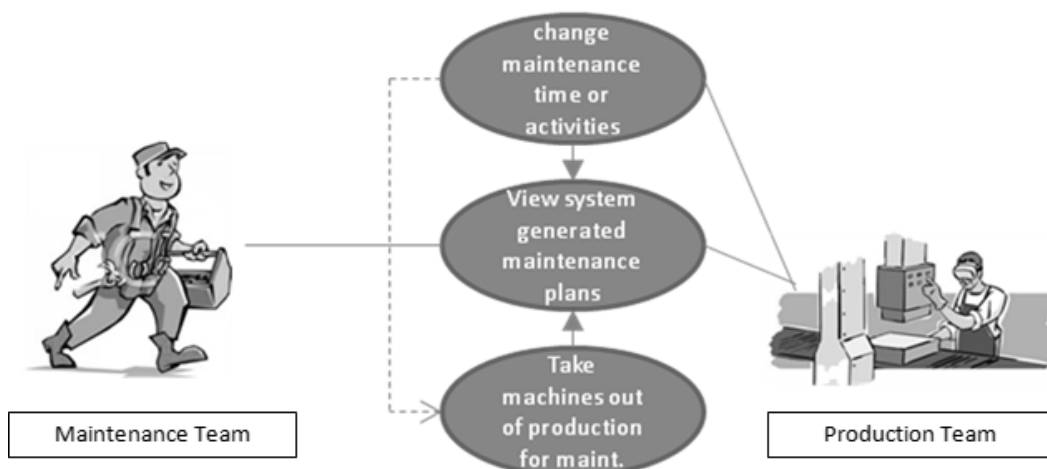 change
maintenance
time or
activities
View system
generated
maintenance
plans
Take
machines out
of production
for maint.
Maintenance Team
Production Team